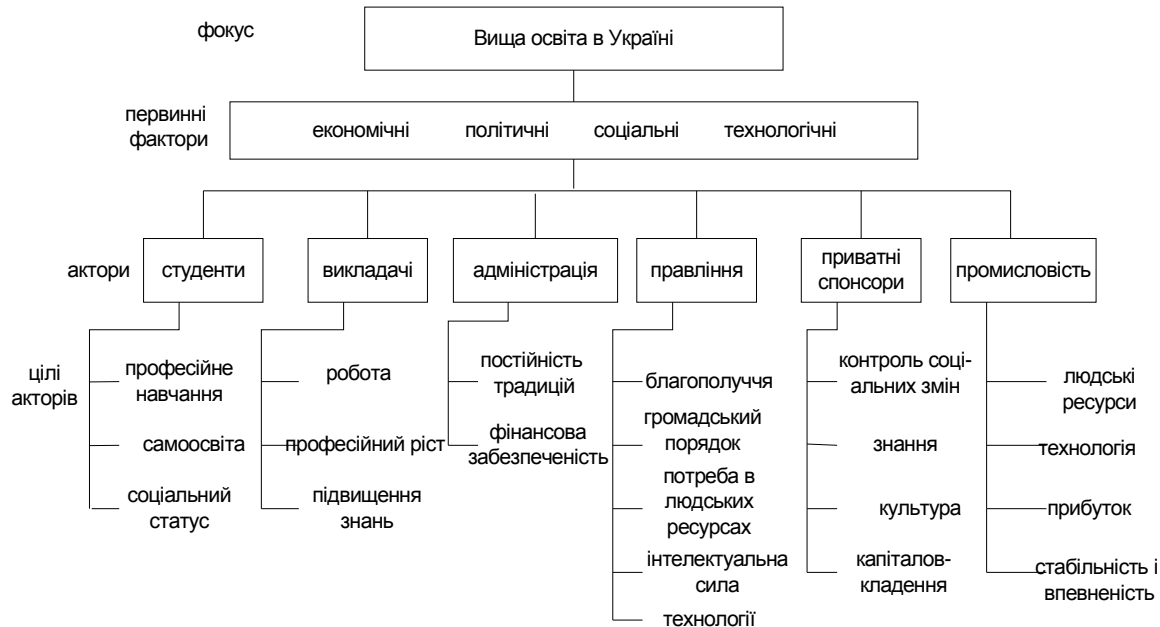 фокус
Вища освіта в Україні
первинні
фактори
економічні політичні соціальні технологічні
актори
студенти
викладачі
адміністрація
правління
приватні
спонсори
промисловість
цілі
акторів
професійне
навчання
самоосвіта
соціальний
статус
робота
професійний ріст
підвищення
знань
постійність
традицій
фінансова
забезпеченість
благополуччя
громадський
порядок
потреба в
людських
ресурсах
інтелектуальна
сила
технології
контроль соці-
альних змін
знання
культура
капіталов-
кладення
людські
ресурси
технологія
прибуток
стабільність і
впевненість